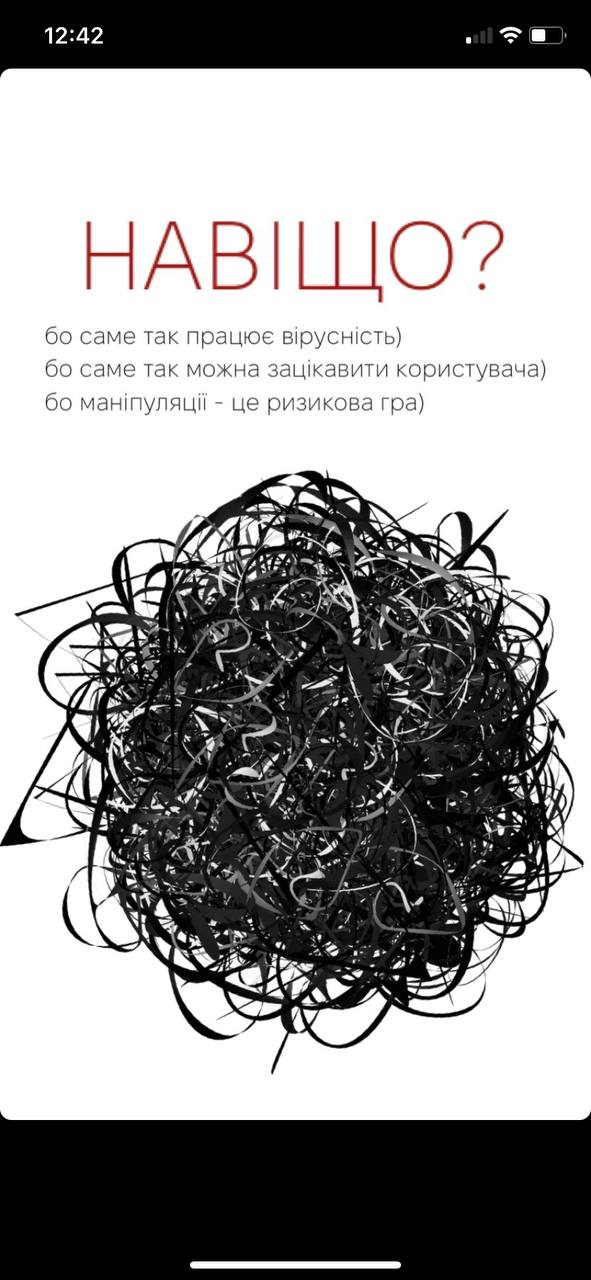 12:42
НАВІЩО?
бо саме так працює вірусність)
бо саме так можна зацікавити користувача)
бо маніпуляції - це ризикова гра)